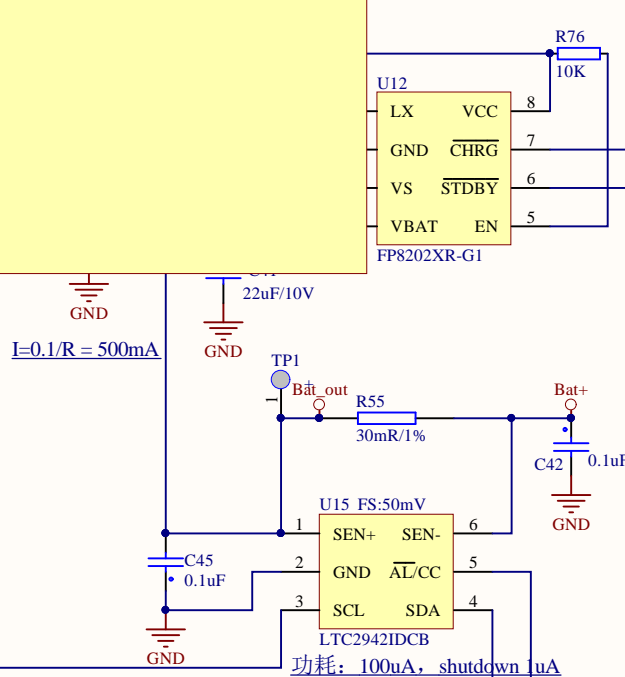 R76
10K
U12
LX VCC 8
GND CHRG 7
VS STDBY 6
VBAT EN 5
FP8202XR-G1
22uF/10V
GND
GND
I=0.1/R = 500mA
TP1
1
Bat_out
R55
30mR/1%
Bat+
C42
0.1uF
GND
U15 FS:50mV
1 SEN+ SEN- 6
2 GND AL/CC 5
3 SCL SDA 4
LTC2942IDCB
C45
0.1uF
GND
功耗：100uA，shutdown 1uA